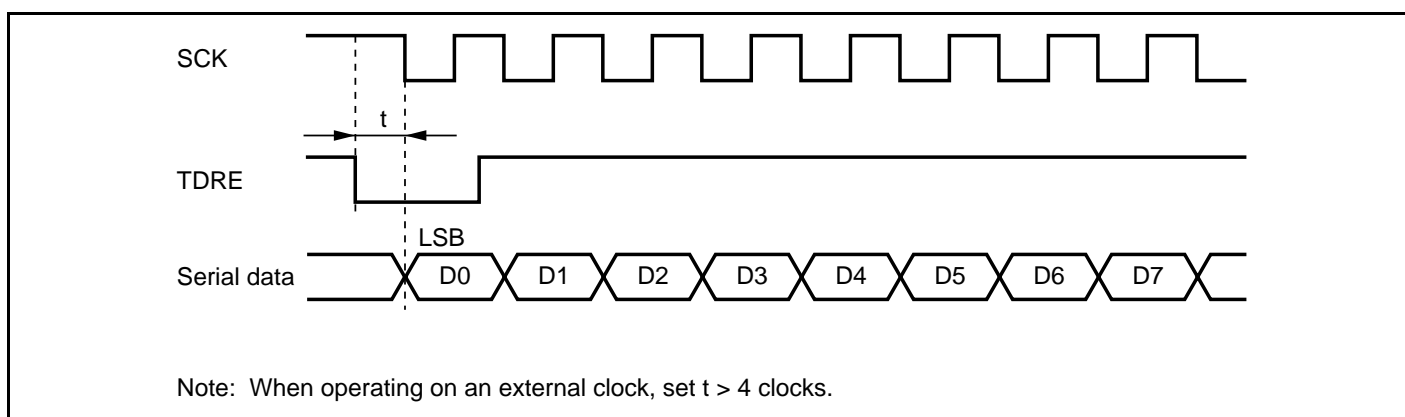 SCK
t
TDRE
LSB
Serial data D0 D1 D2 D3 D4 D5 D6 D7
Note: When operating on an external clock, set t > 4 clocks.